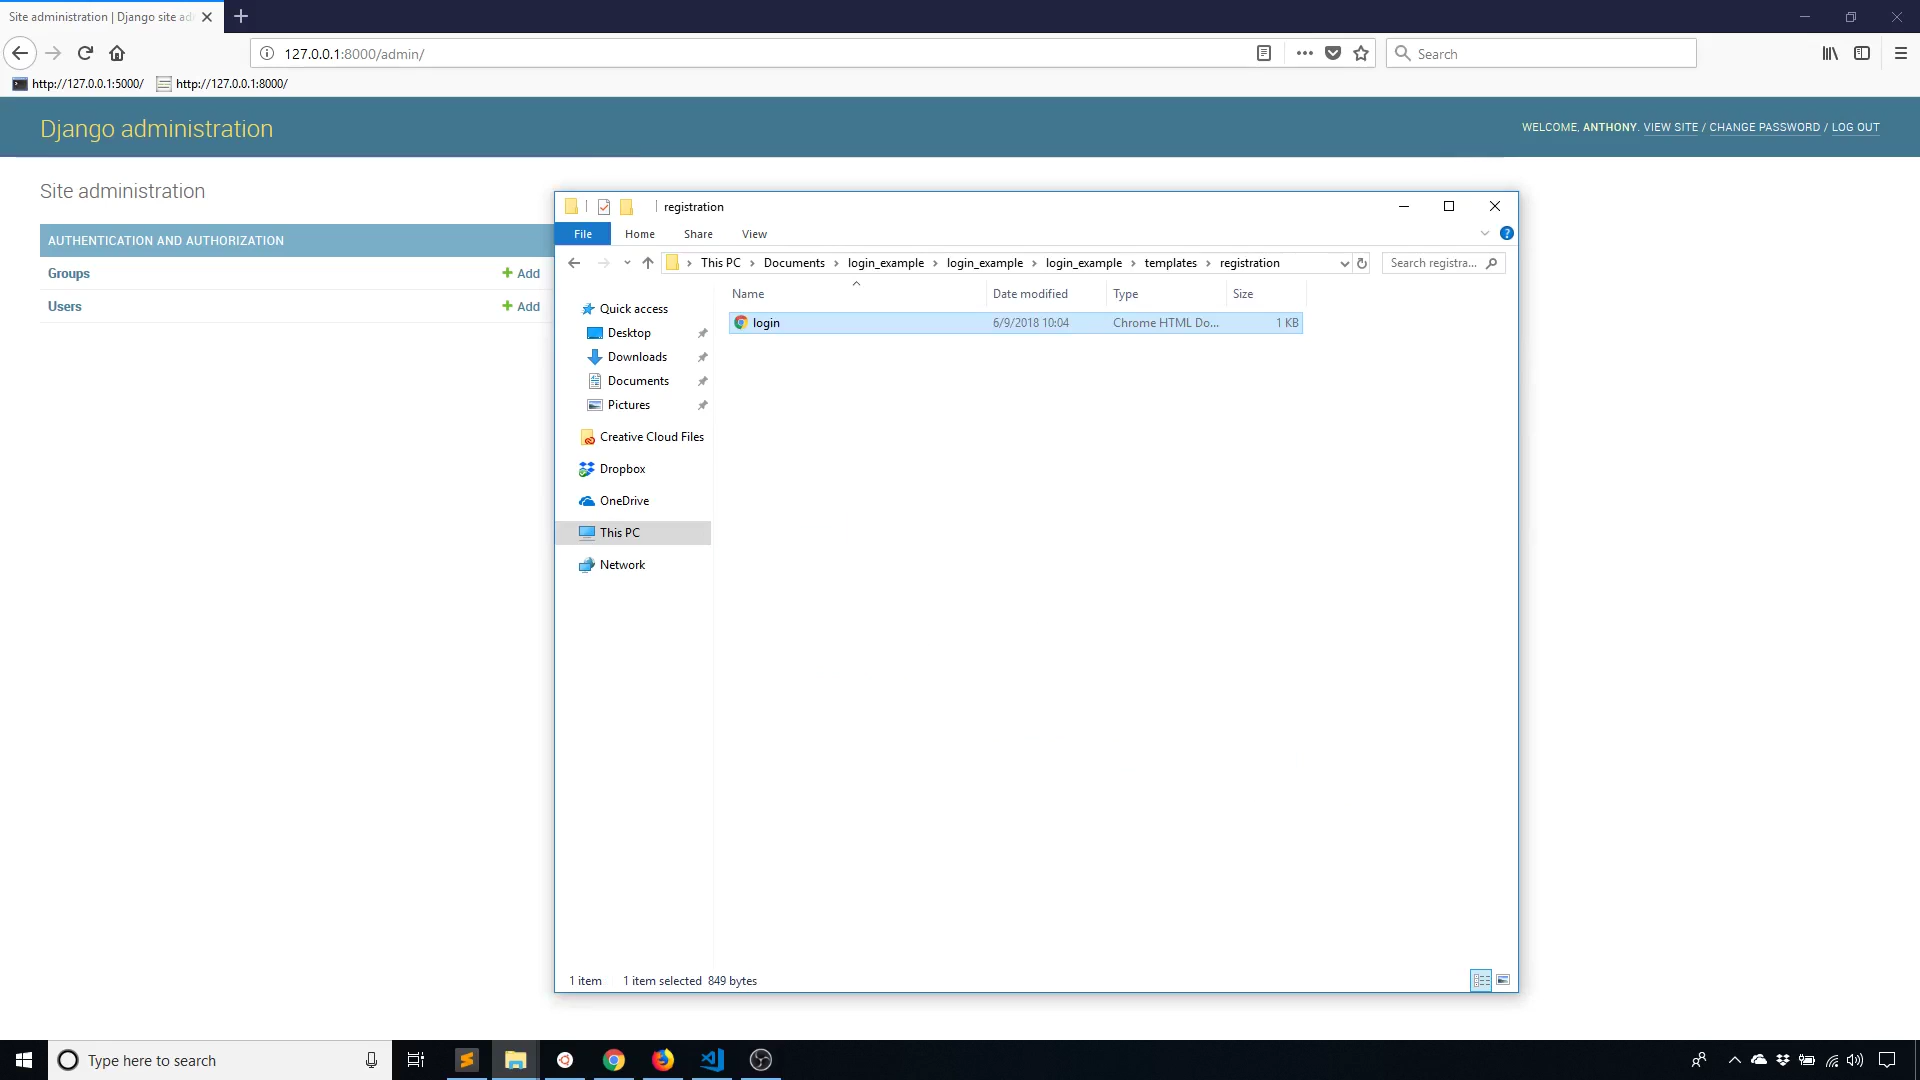 Site administration | Django site ad
127.0.0.1:8000/admin/
Search
http://127.0.0.1:5000/
http://127.0.0.1:8000/
Django administration
WELCOME, ANTHONY. VIEW SITE / CHANGE PASSWORD / LOG OUT
Site administration
AUTHENTICATION AND AUTHORIZATION
Groups
Add
Users
Add
registration
File
Home
Share
View
This PC
Documents
login_example
login_example
login_example
templates
registration
Search registra...
Name
Date modified
Type
Size
login
6/9/2018 10:04
Chrome HTML Do...
1 KB
Quick access
Desktop
Downloads
Documents
Pictures
Creative Cloud Files
Dropbox
OneDrive
This PC
Network
1 item
1 item selected 849 bytes
Type here to search